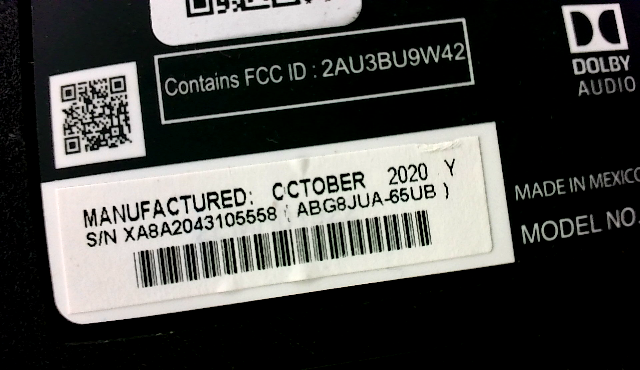 Contains FCC ID : 2AU3BU9W42
DOLBY
AUDIO
MANUFACTURED: OCTOBER 2020 Y
S/N XA8A2043105558 ( ABG8JUA-65UB )
MADE IN MEXICO
MODEL NO.